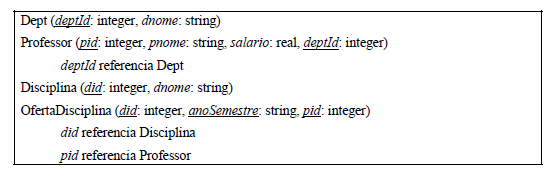 Dept (deptId: integer, dnome: string)
Professor (pid: integer, pnome: string, salario: real, deptId: integer)
deptId referencia Dept
Disciplina (did: integer, dnome: string)
OfertaDisciplina (did: integer, anoSemestre: string, pid: integer)
did referencia Disciplina
pid referencia Professor